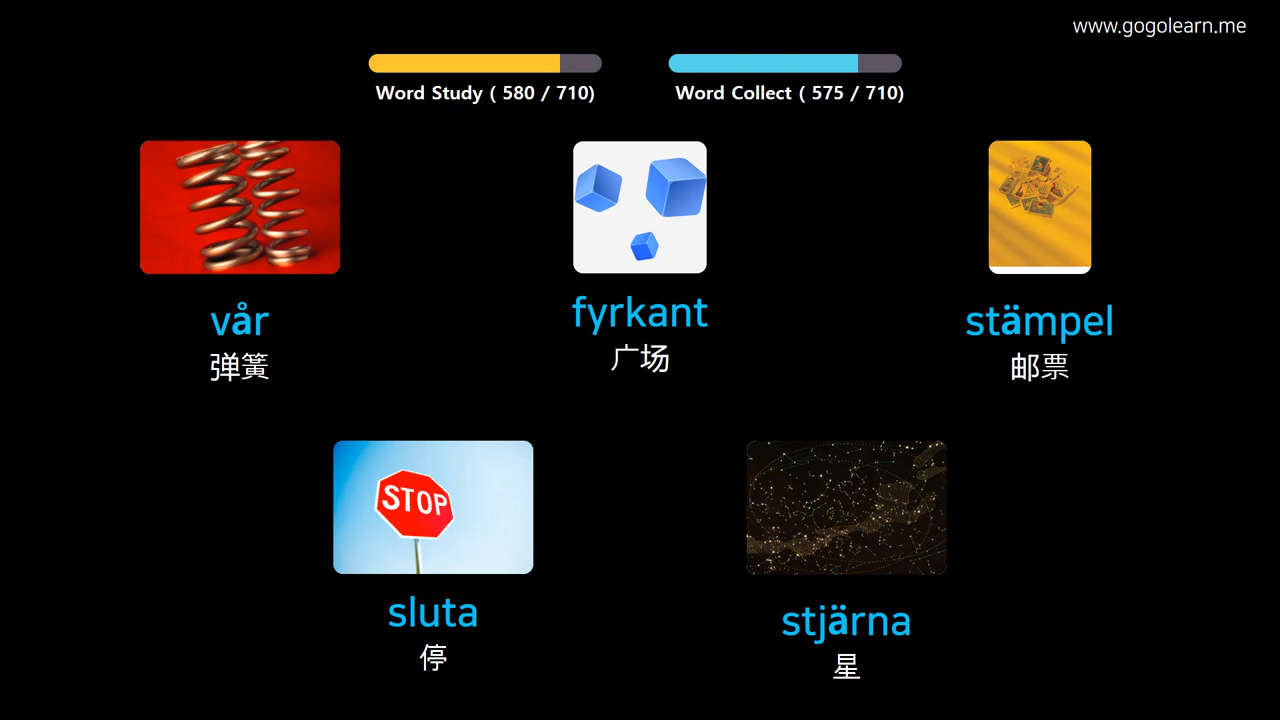 www.gogolearn.me
Word Study ( 580 / 710)
Word Collect ( 575 / 710)
vår
弹簧
fyrkant
广场
stämpel
邮票
STOP
sluta
停
stjärna
星